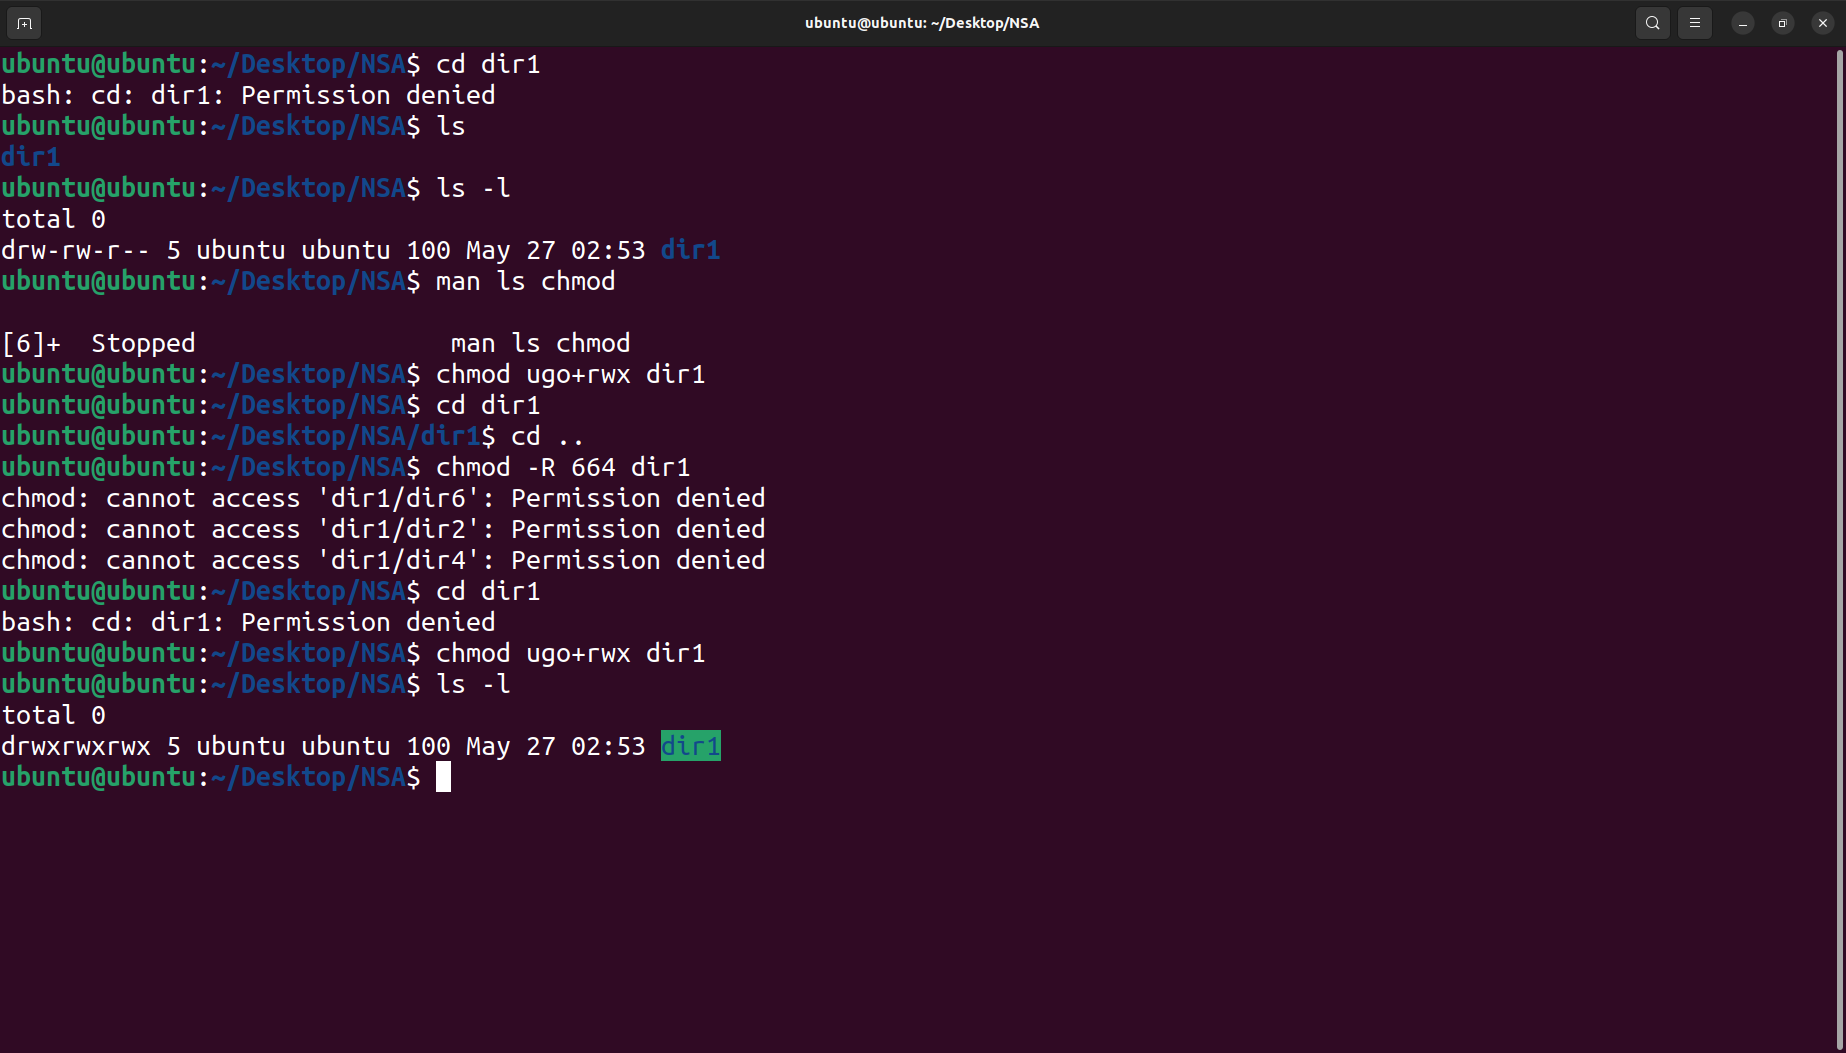 ubuntu@ubuntu: ~/Desktop/NSA
ubuntu@ubuntu:~/Desktop/NSA$ cd dir1
bash: cd: dir1: Permission denied
ubuntu@ubuntu:~/Desktop/NSA$ ls
dir1
ubuntu@ubuntu:~/Desktop/NSA$ ls -l
total 0
drw-rw-r-- 5 ubuntu ubuntu 100 May 27 02:53 dir1
ubuntu@ubuntu:~/Desktop/NSA$ man ls chmod
[6]+  Stopped                 man ls chmod
ubuntu@ubuntu:~/Desktop/NSA$ chmod ugo+rwx dir1
ubuntu@ubuntu:~/Desktop/NSA$ cd dir1
ubuntu@ubuntu:~/Desktop/NSA/dir1$ cd ..
ubuntu@ubuntu:~/Desktop/NSA$ chmod -R 664 dir1
chmod: cannot access 'dir1/dir6': Permission denied
chmod: cannot access 'dir1/dir2': Permission denied
chmod: cannot access 'dir1/dir4': Permission denied
ubuntu@ubuntu:~/Desktop/NSA$ cd dir1
bash: cd: dir1: Permission denied
ubuntu@ubuntu:~/Desktop/NSA$ chmod ugo+rwx dir1
ubuntu@ubuntu:~/Desktop/NSA$ ls -l
total 0
drwxrwxrwx 5 ubuntu ubuntu 100 May 27 02:53 dir1
ubuntu@ubuntu:~/Desktop/NSA$